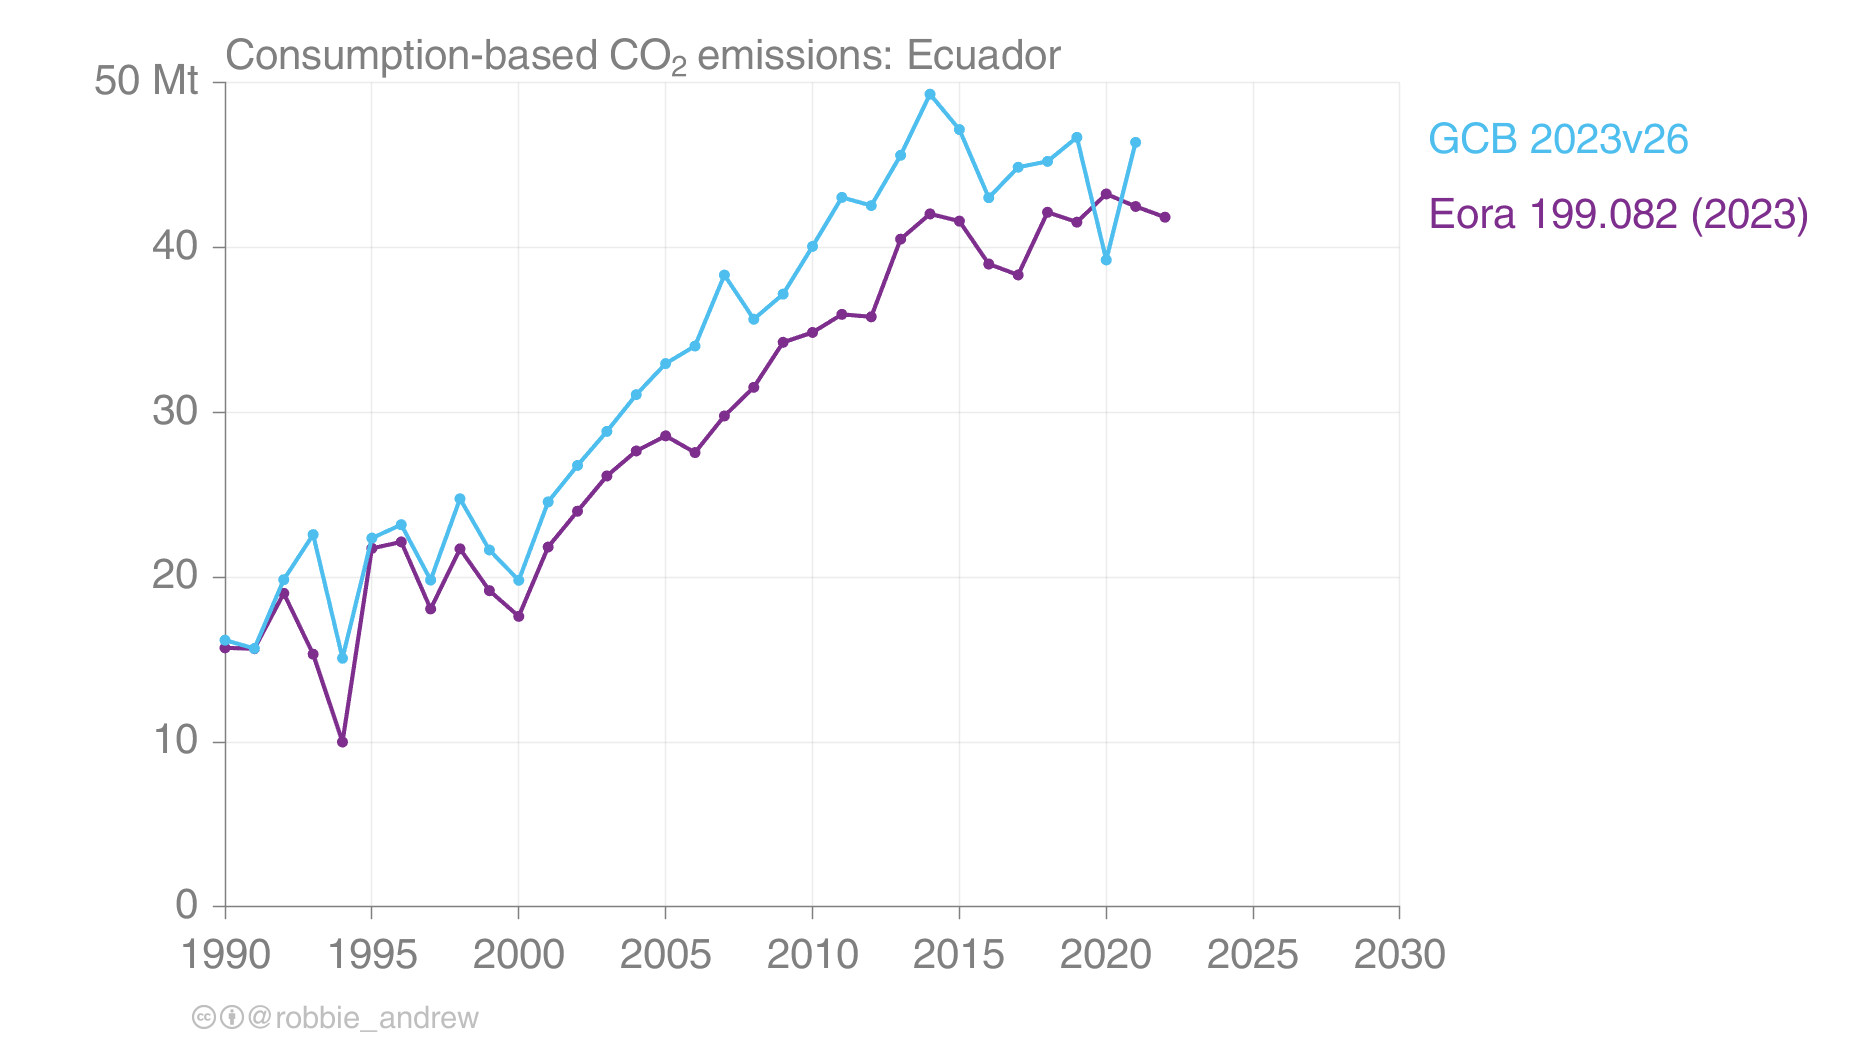 Consumption-based CO₂ emissions: Ecuador
50 Mt
40
30
20
10
0
1990 1995 2000 2005 2010 2015 2020 2025 2030
GCB 2023v26
Eora 199.082 (2023)
cc @robbie_andrew